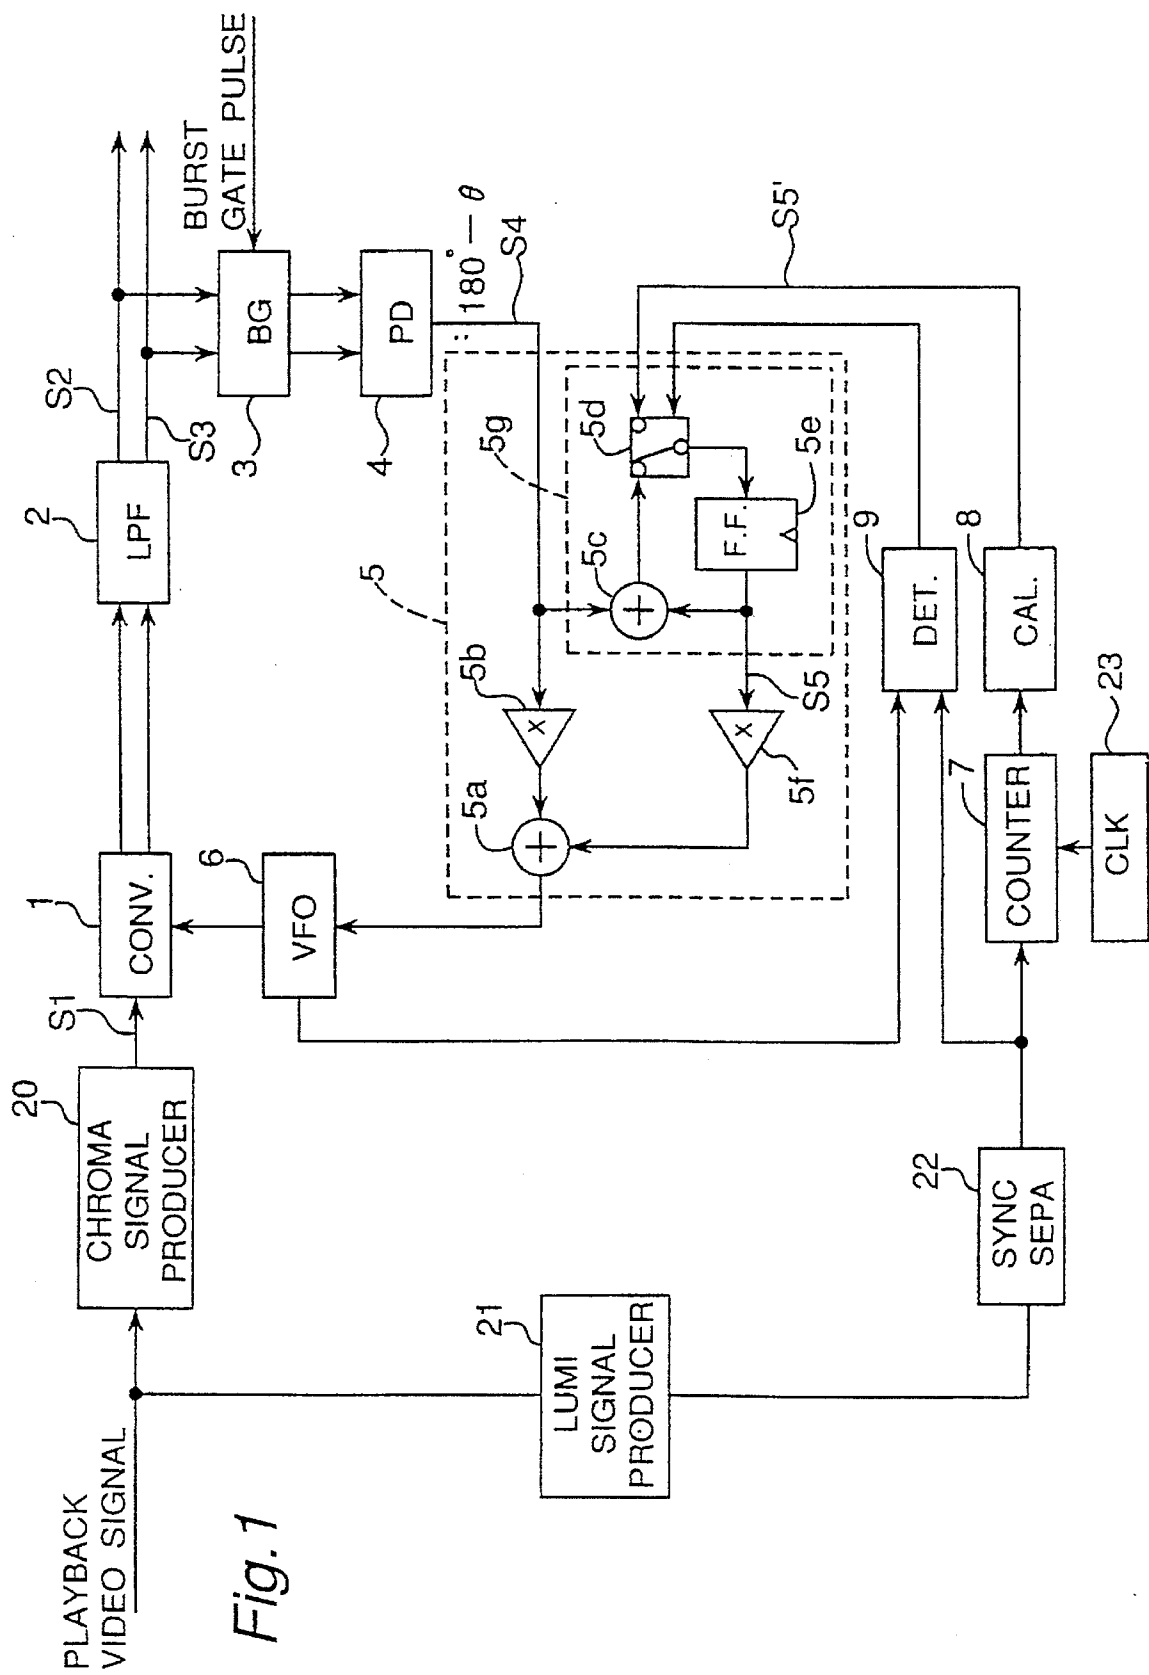 PLAYBACK
VIDEO SIGNAL
20
CHROMA
SIGNAL
PRODUCER
S1
1
CONV.
2
LPF
S2
S3
BURST
GATE PULSE
3
BG
4
PD
180° − θ
S4
6
VFO
5
5a
5b
5g
5c
5d
5e
F.F.
5f
S5
S5'
X
X
21
LUMI
SIGNAL
PRODUCER
22
SYNC
SEPA
7
COUNTER
23
CLK
9
DET.
8
CAL.
Fig. 1